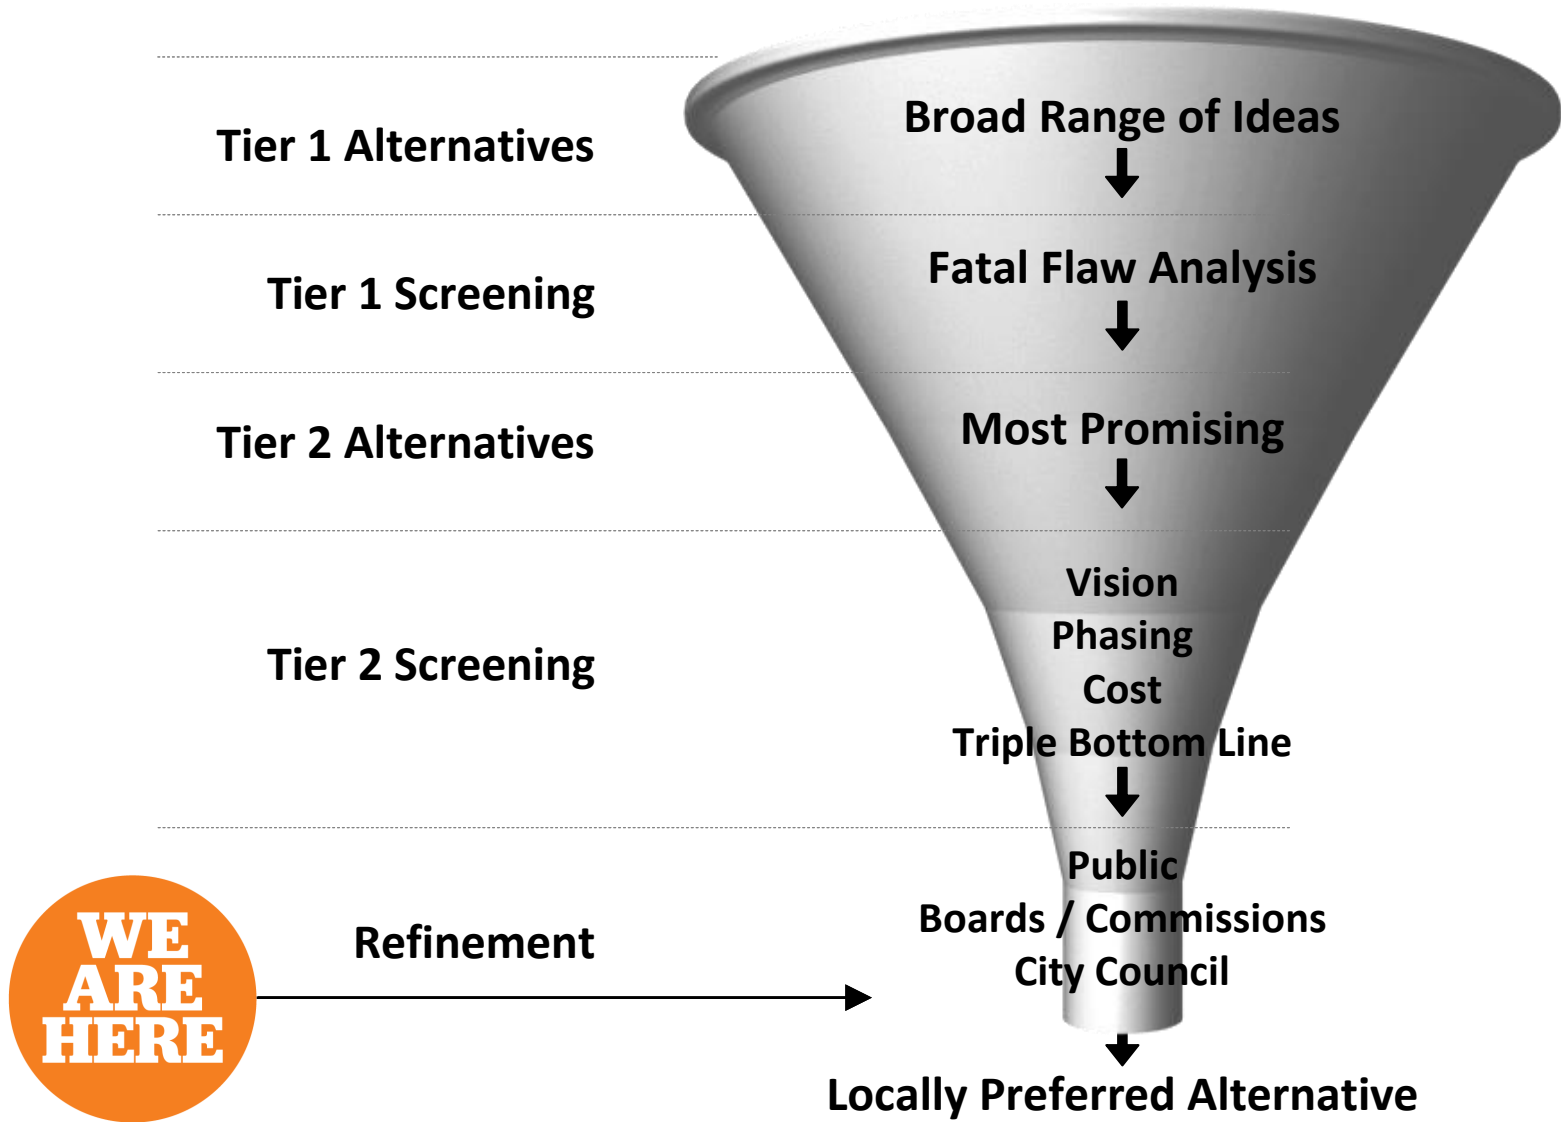 Tier 1 Alternatives
Broad Range of Ideas
Tier 1 Screening
Fatal Flaw Analysis
Tier 2 Alternatives
Most Promising
Tier 2 Screening
Vision
Phasing
Cost
Triple Bottom Line
WE
ARE
HERE
Refinement
Public
Boards / Commissions
City Council
Locally Preferred Alternative